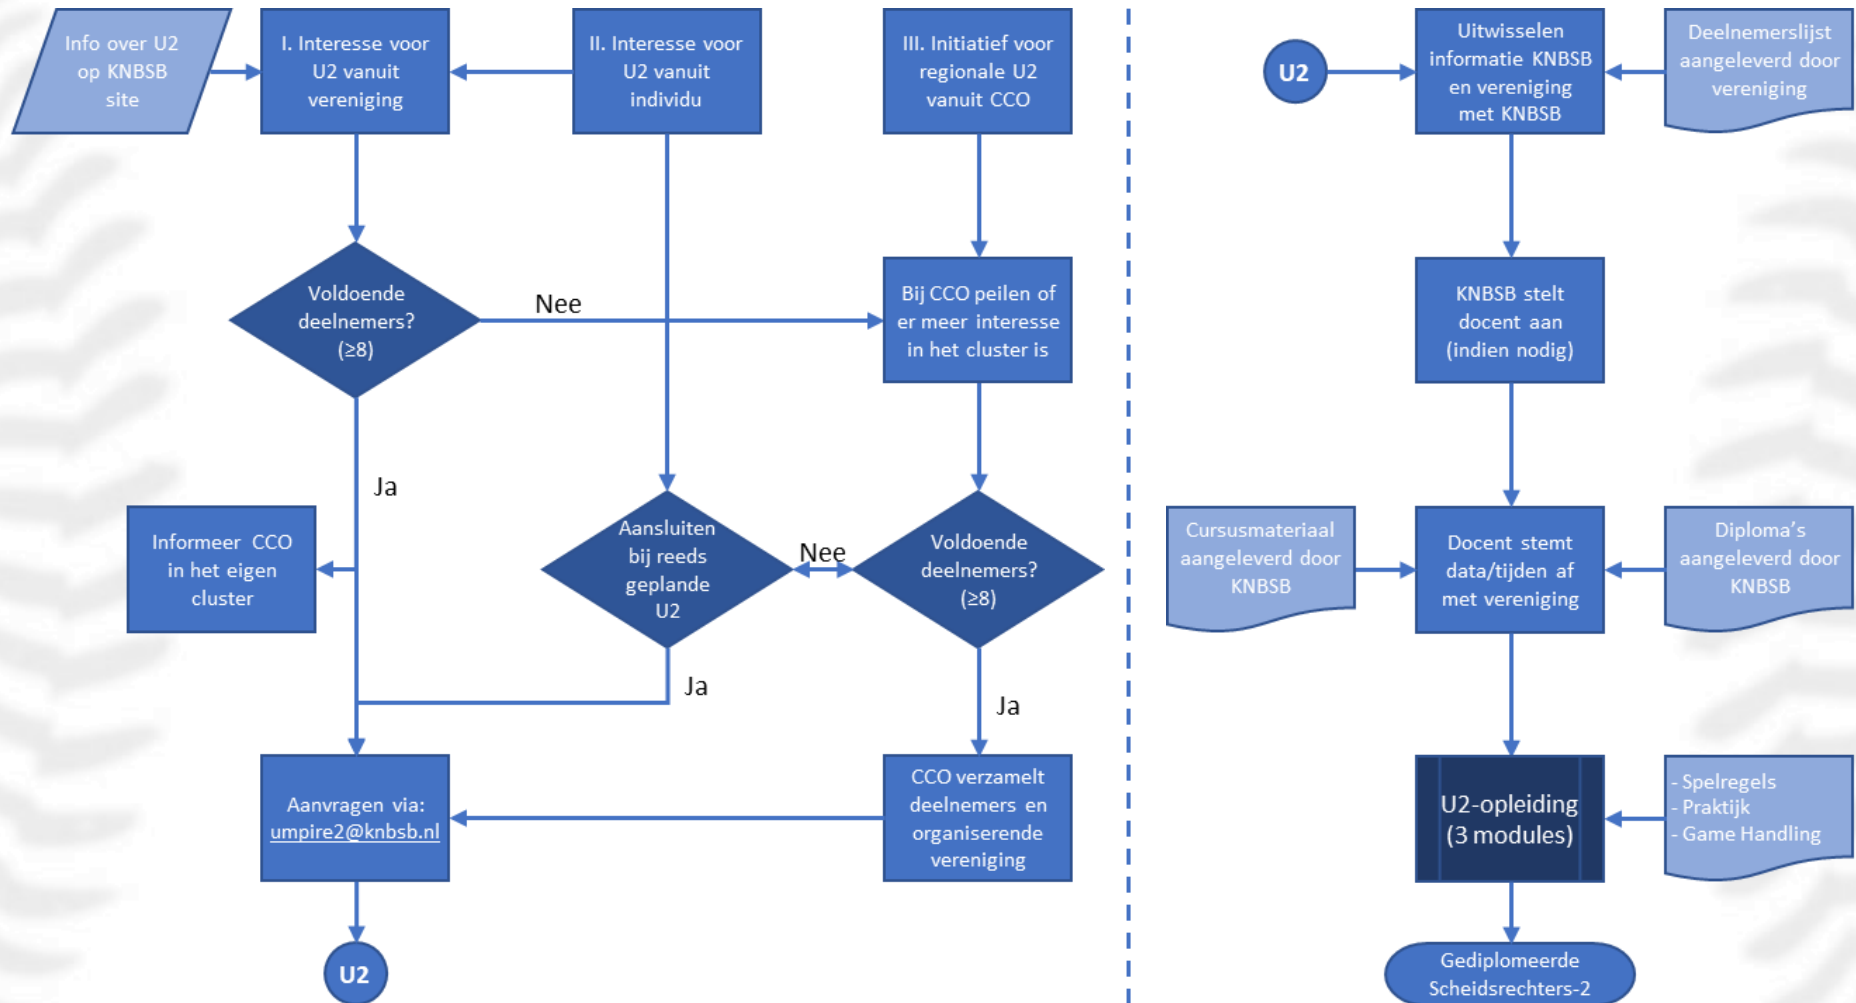 Info over U2
op KNBSB
site
I. Interesse voor
U2 vanuit
vereniging
II. Interesse voor
U2 vanuit
individu
III. Initiatief voor
regionale U2
vanuit CCO
Voldoende
deelnemers?
(≥8)
Nee
Bij CCO peilen of
er meer interesse
in het cluster is
Ja
Informeer CCO
in het eigen
cluster
Aansluiten
bij reeds
geplande
U2
Nee
Voldoende
deelnemers?
(≥8)
Ja
Ja
Aanvragen via:
umpire2@knbsb.nl
CCO verzamelt
deelnemers en
organiserende
vereniging
U2
U2
Uitwisselen
informatie KNBSB
en vereniging
met KNBSB
Deelnemerslijst
aangeleverd door
vereniging
KNBSB stelt
docent aan
(indien nodig)
Cursusmateriaal
aangeleverd door
KNBSB
Docent stemt
data/tijden af
met vereniging
Diploma's
aangeleverd door
KNBSB
U2-opleiding
(3 modules)
- Spelregels
- Praktijk
- Game Handling
Gediplomeerde
Scheidsrechters-2